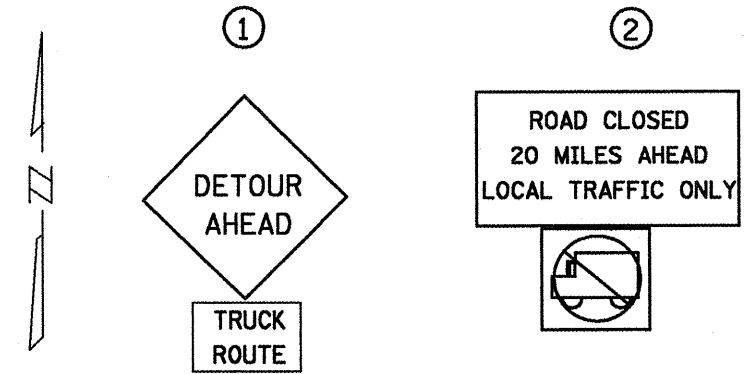 1
2
N
DETOUR
AHEAD
TRUCK
ROUTE
ROAD CLOSED
20 MILES AHEAD
LOCAL TRAFFIC ONLY